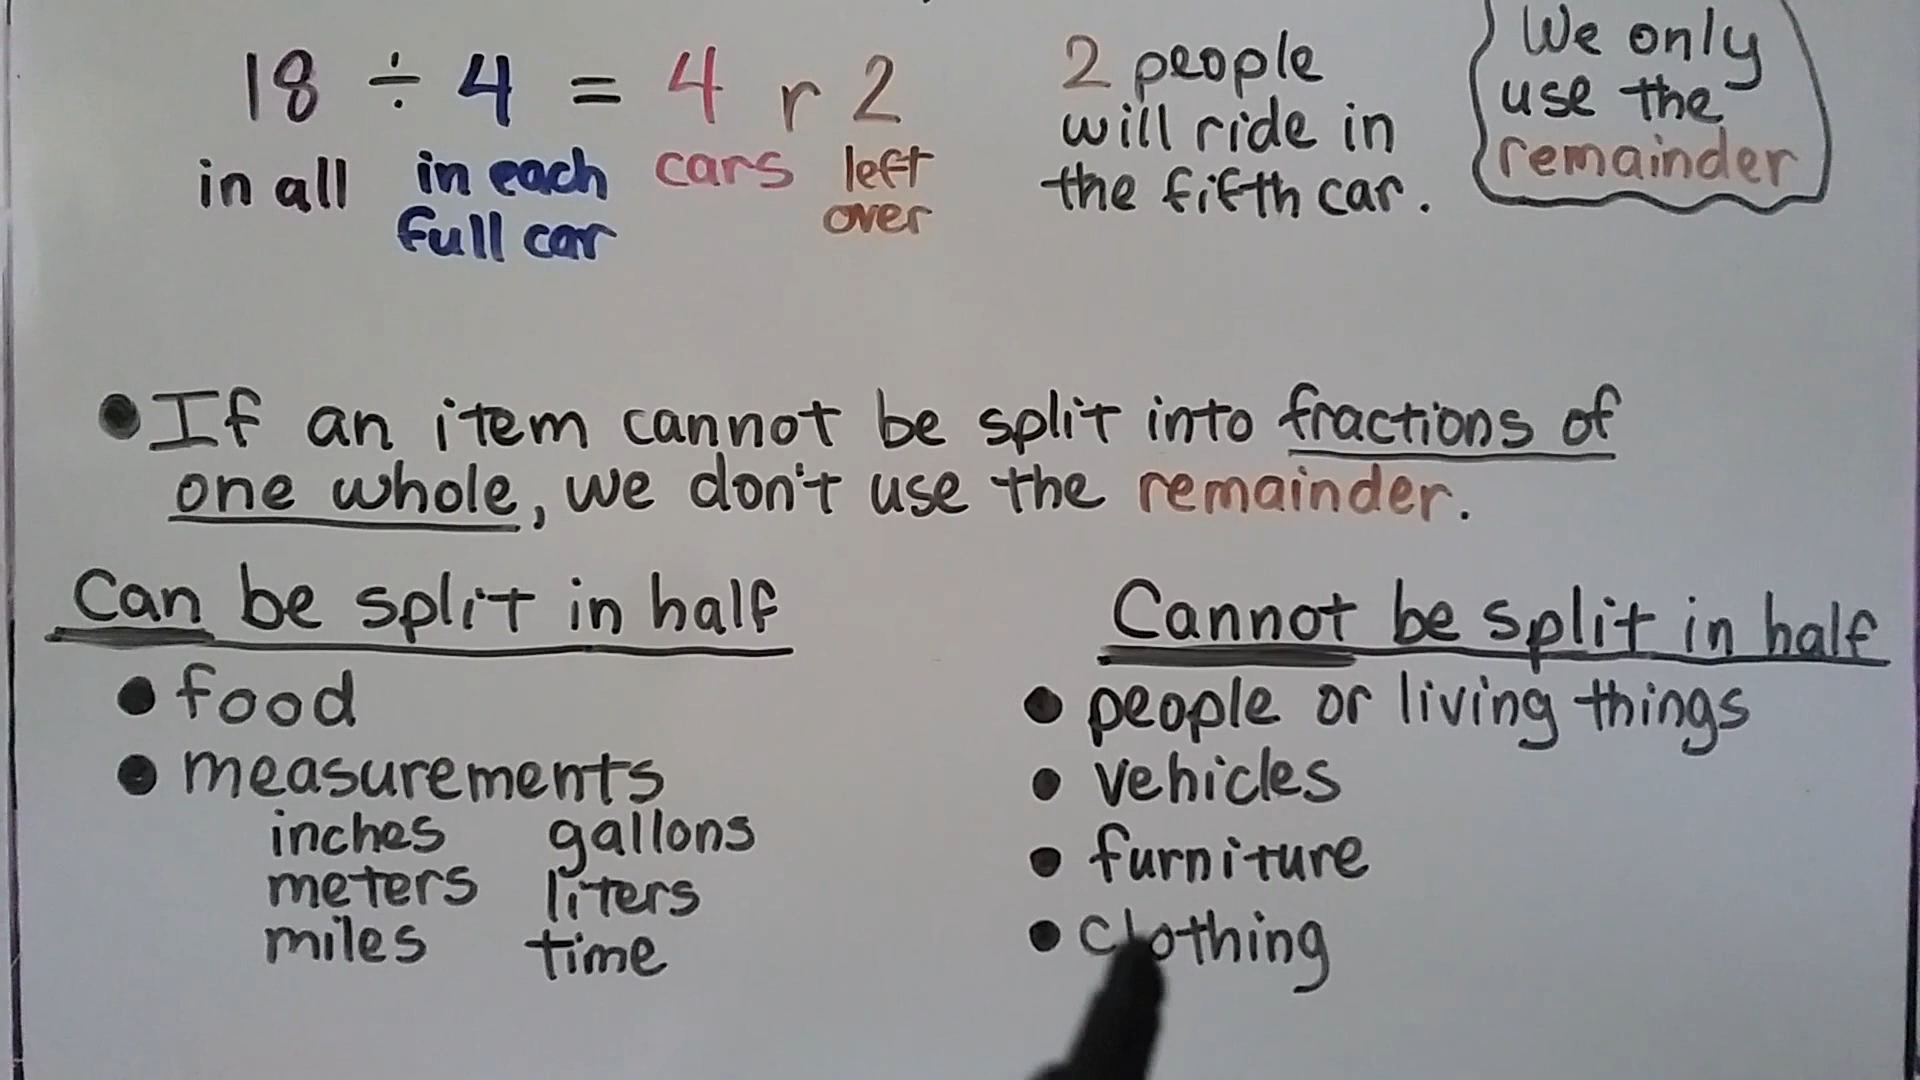 18 ÷ 4 = 4 r 2
in all in each full car cars left over
2 people
will ride in
the fifth car.
We only
use the
remainder
• If an item cannot be split into fractions of
one whole, we don't use the remainder.
Can be split in half
• food
• measurements
inches gallons
meters liters
miles time
Cannot be split in half
• people or living things
• vehicles
• furniture
• clothing